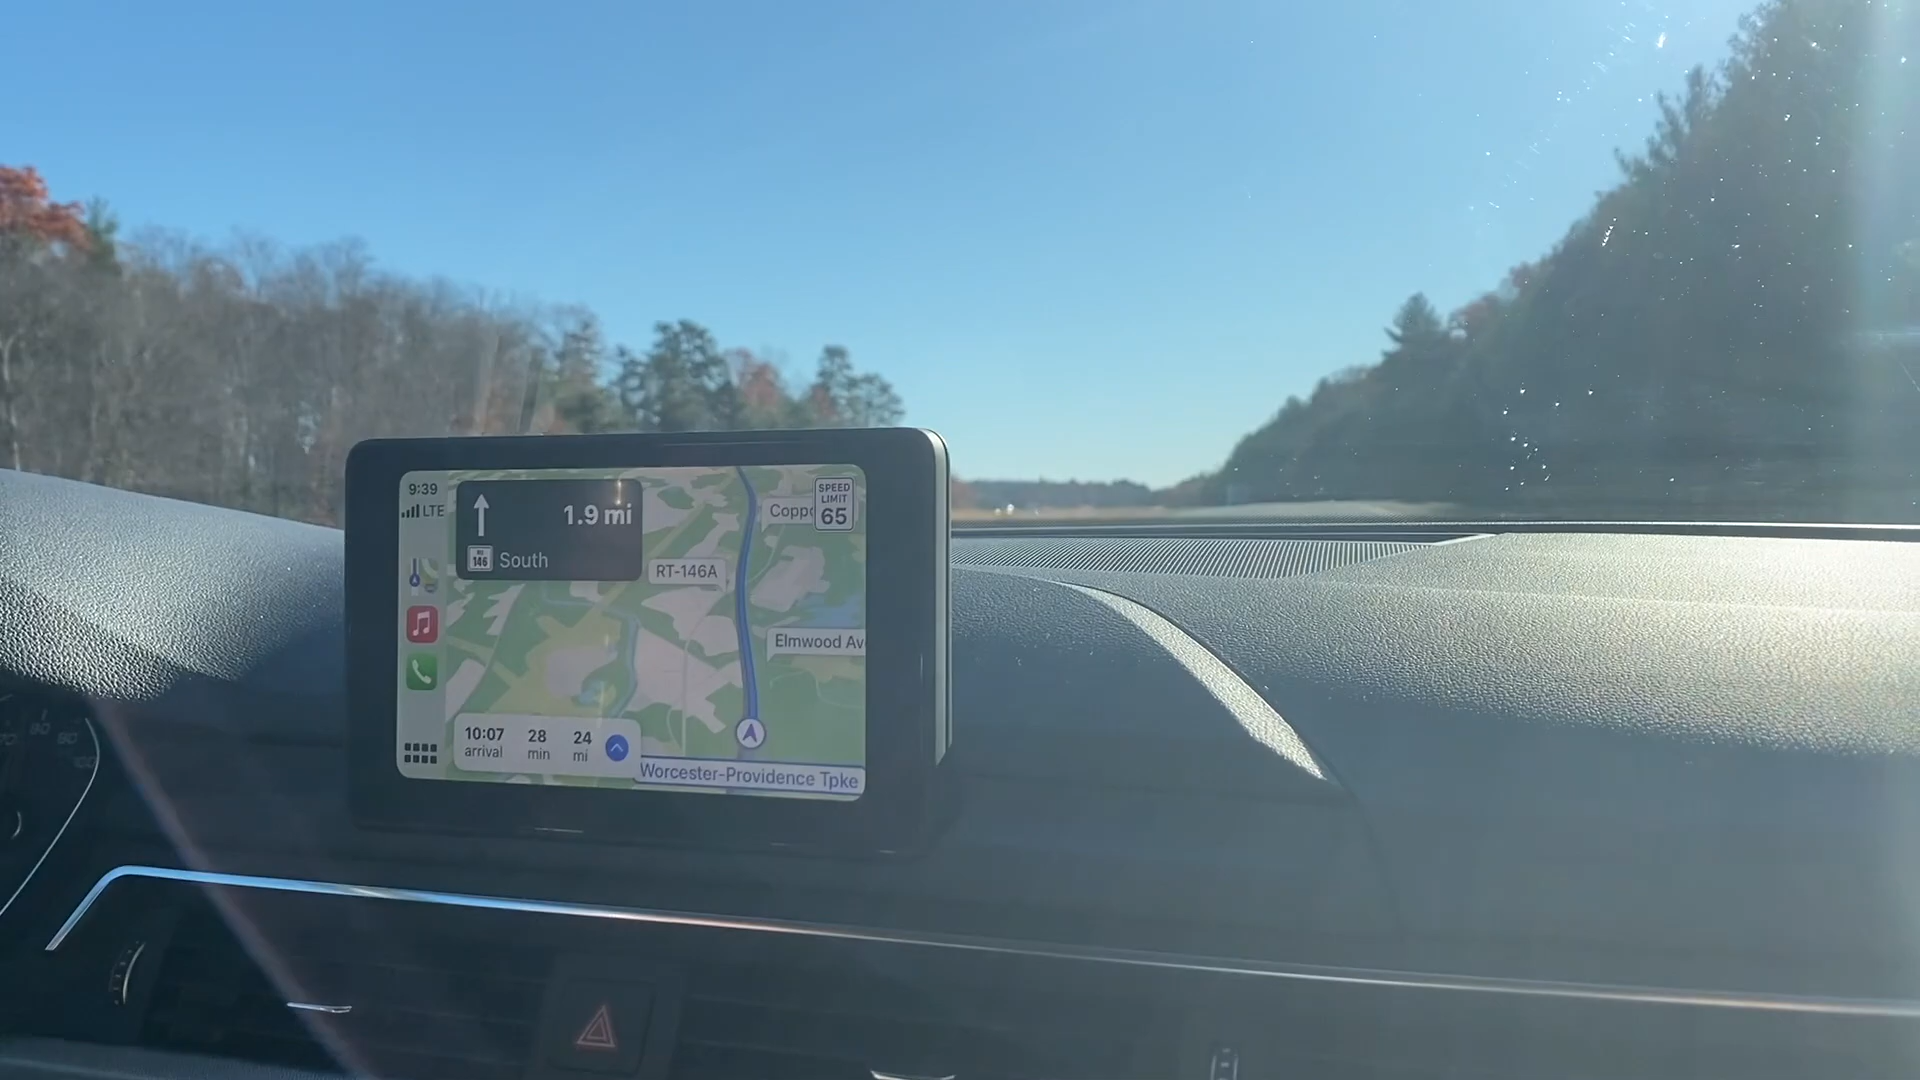 9:39
LTE
1.9 mi
146
South
SPEED
LIMIT
65
Copp
RT-146A
Elmwood Av
10:07
arrival
28
min
24
mi
Worcester-Providence Tpke